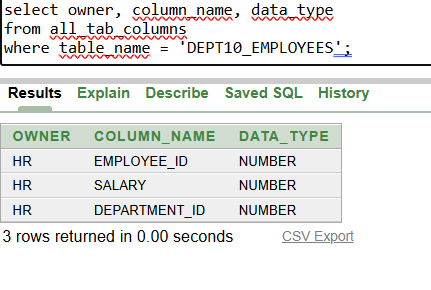 select owner, column_name, data_type
from all_tab_columns
where table_name = 'DEPT10_EMPLOYEES';
Results Explain Describe Saved SQL History
OWNER COLUMN_NAME DATA_TYPE
HR EMPLOYEE_ID NUMBER
HR SALARY NUMBER
HR DEPARTMENT_ID NUMBER
3 rows returned in 0.00 seconds CSV Export